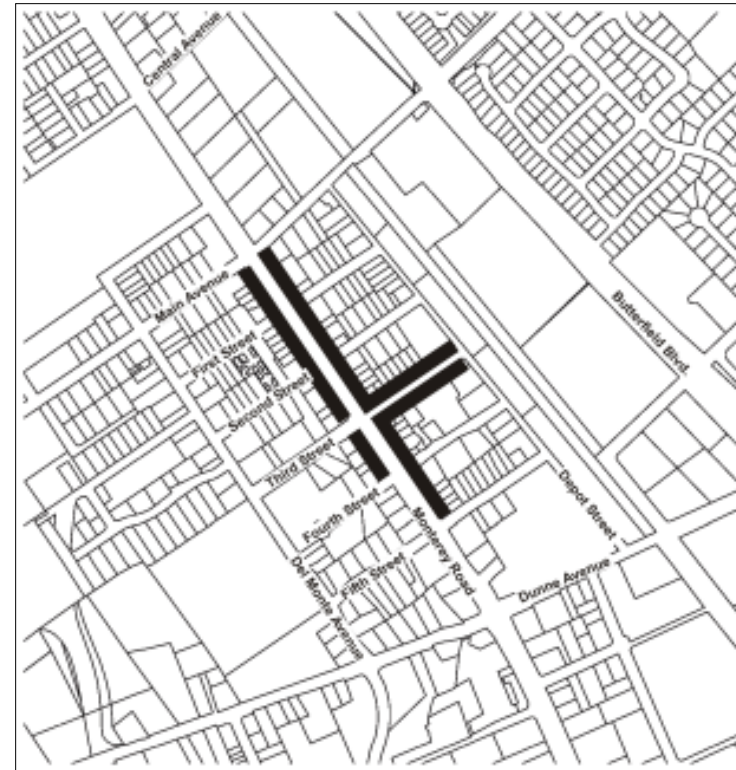 Central Avenue
Main Avenue
First Street
Second Street
Third Street
Fourth Street
Fifth Street
Del Monte Avenue
Monterey Road
Dunne Avenue
Depot Street
Butterfield Blvd.